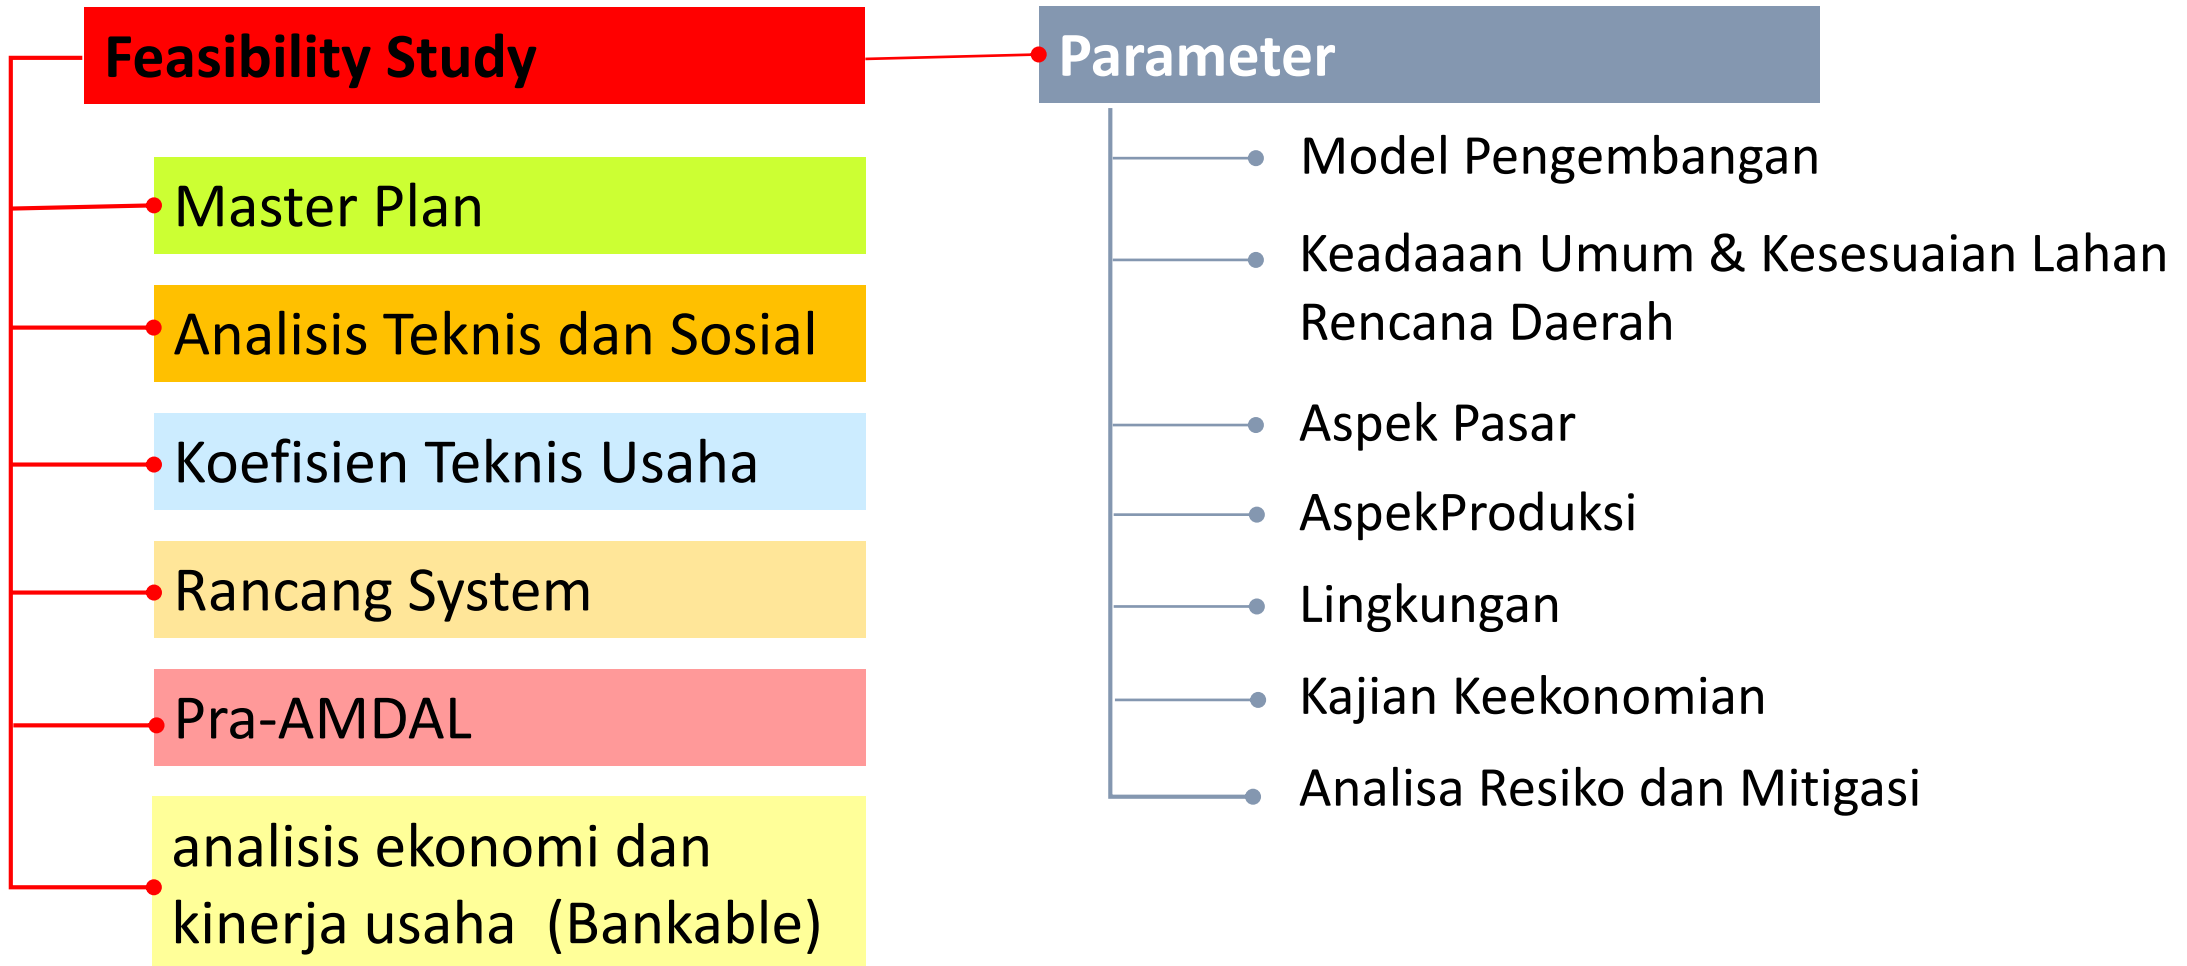 Feasibility Study
Master Plan
Analisis Teknis dan Sosial
Koefisien Teknis Usaha
Rancang System
Pra-AMDAL
analisis ekonomi dan
kinerja usaha (Bankable)
Parameter
Model Pengembangan
Keadaaan Umum & Kesesuaian Lahan
Rencana Daerah
Aspek Pasar
AspekProduksi
Lingkungan
Kajian Keekonomian
Analisa Resiko dan Mitigasi